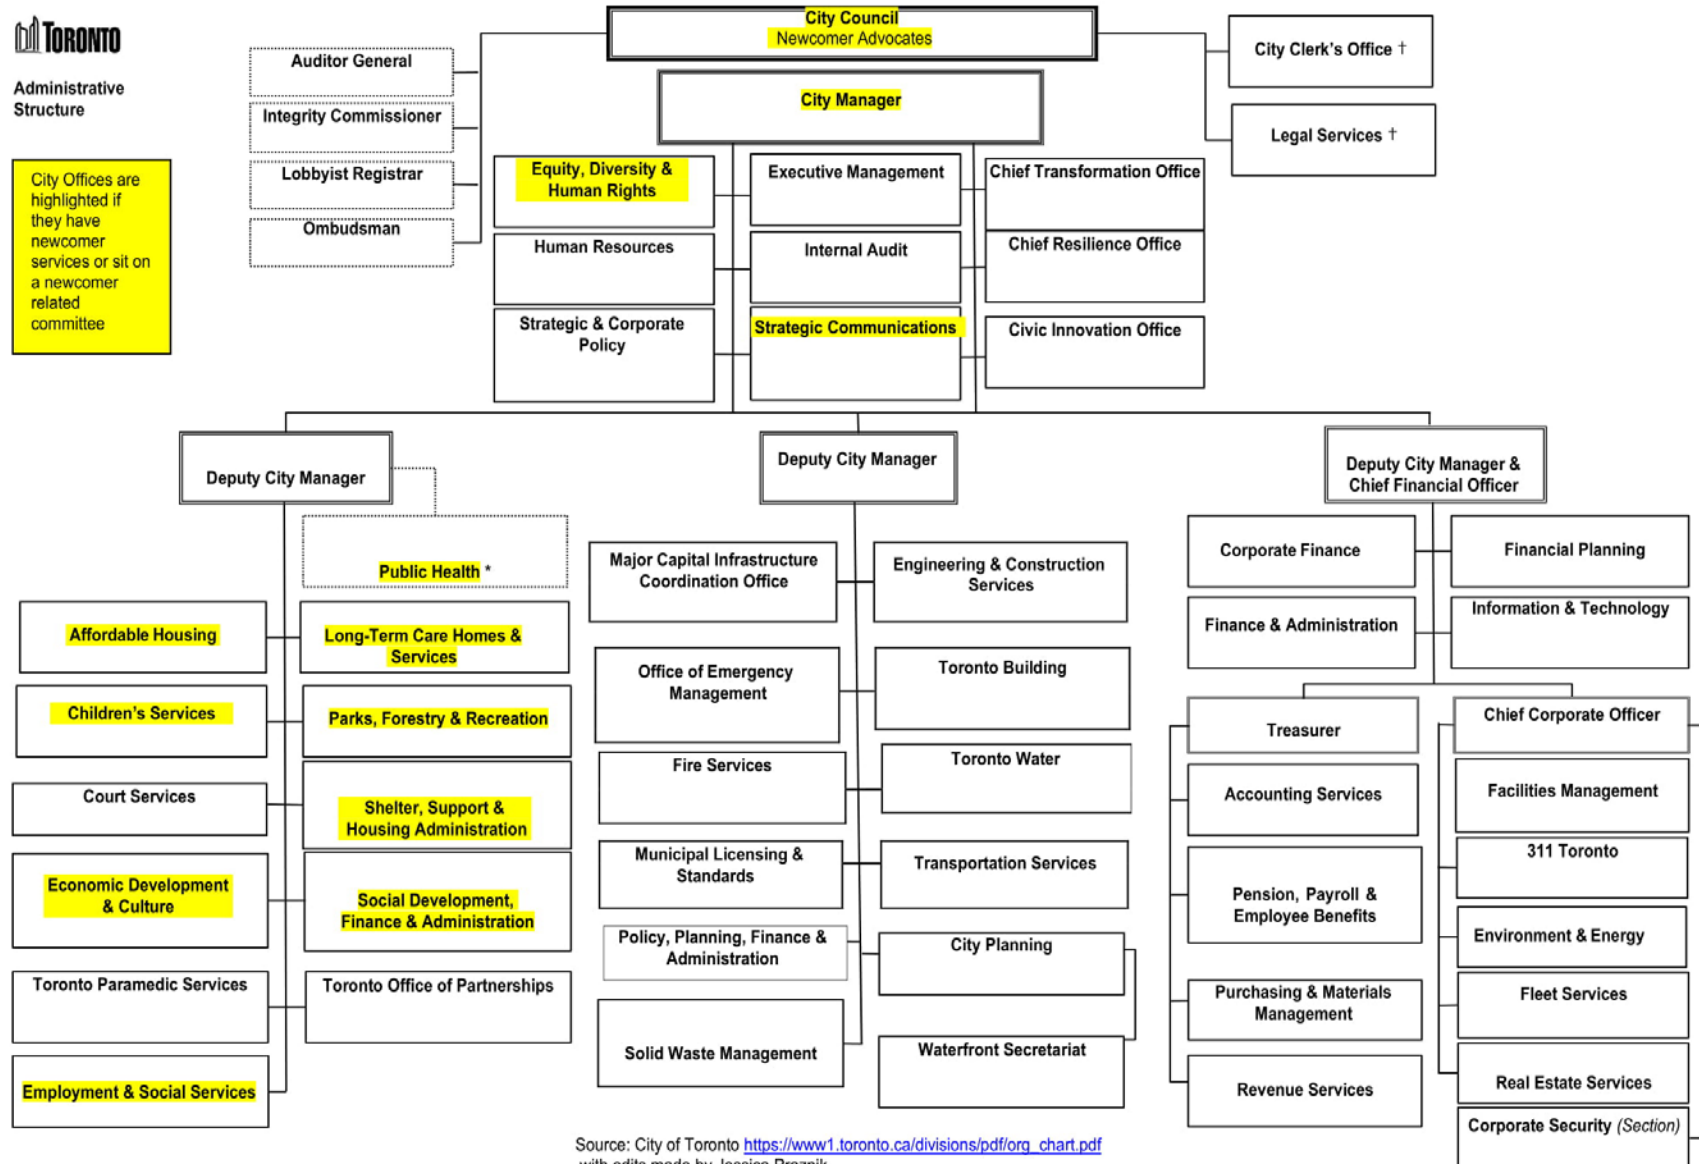 TORONTO
Administrative
Structure
City Offices are
highlighted if
they have
newcomer
services or sit on
a newcomer
related
committee
City Council
Newcomer Advocates
City Manager
Auditor General
Integrity Commissioner
Lobbyist Registrar
Ombudsman
City Clerk's Office †
Legal Services †
Equity, Diversity &
Human Rights
Executive Management
Chief Transformation Office
Human Resources
Internal Audit
Chief Resilience Office
Strategic & Corporate
Policy
Strategic Communications
Civic Innovation Office
Deputy City Manager
Public Health *
Affordable Housing
Long-Term Care Homes &
Services
Children's Services
Parks, Forestry & Recreation
Court Services
Shelter, Support &
Housing Administration
Economic Development
& Culture
Social Development,
Finance & Administration
Toronto Paramedic Services
Toronto Office of Partnerships
Employment & Social Services
Deputy City Manager
Major Capital Infrastructure
Coordination Office
Engineering & Construction
Services
Office of Emergency
Management
Toronto Building
Fire Services
Toronto Water
Municipal Licensing &
Standards
Transportation Services
Policy, Planning, Finance &
Administration
City Planning
Solid Waste Management
Waterfront Secretariat
Deputy City Manager &
Chief Financial Officer
Corporate Finance
Financial Planning
Finance & Administration
Information & Technology
Treasurer
Chief Corporate Officer
Accounting Services
Facilities Management
Pension, Payroll &
Employee Benefits
311 Toronto
Environment & Energy
Purchasing & Materials
Management
Fleet Services
Revenue Services
Real Estate Services
Corporate Security (Section)
Source: City of Toronto https://www1.toronto.ca/divisions/pdf/org_chart.pdf
with edits made by Jessica Praznik